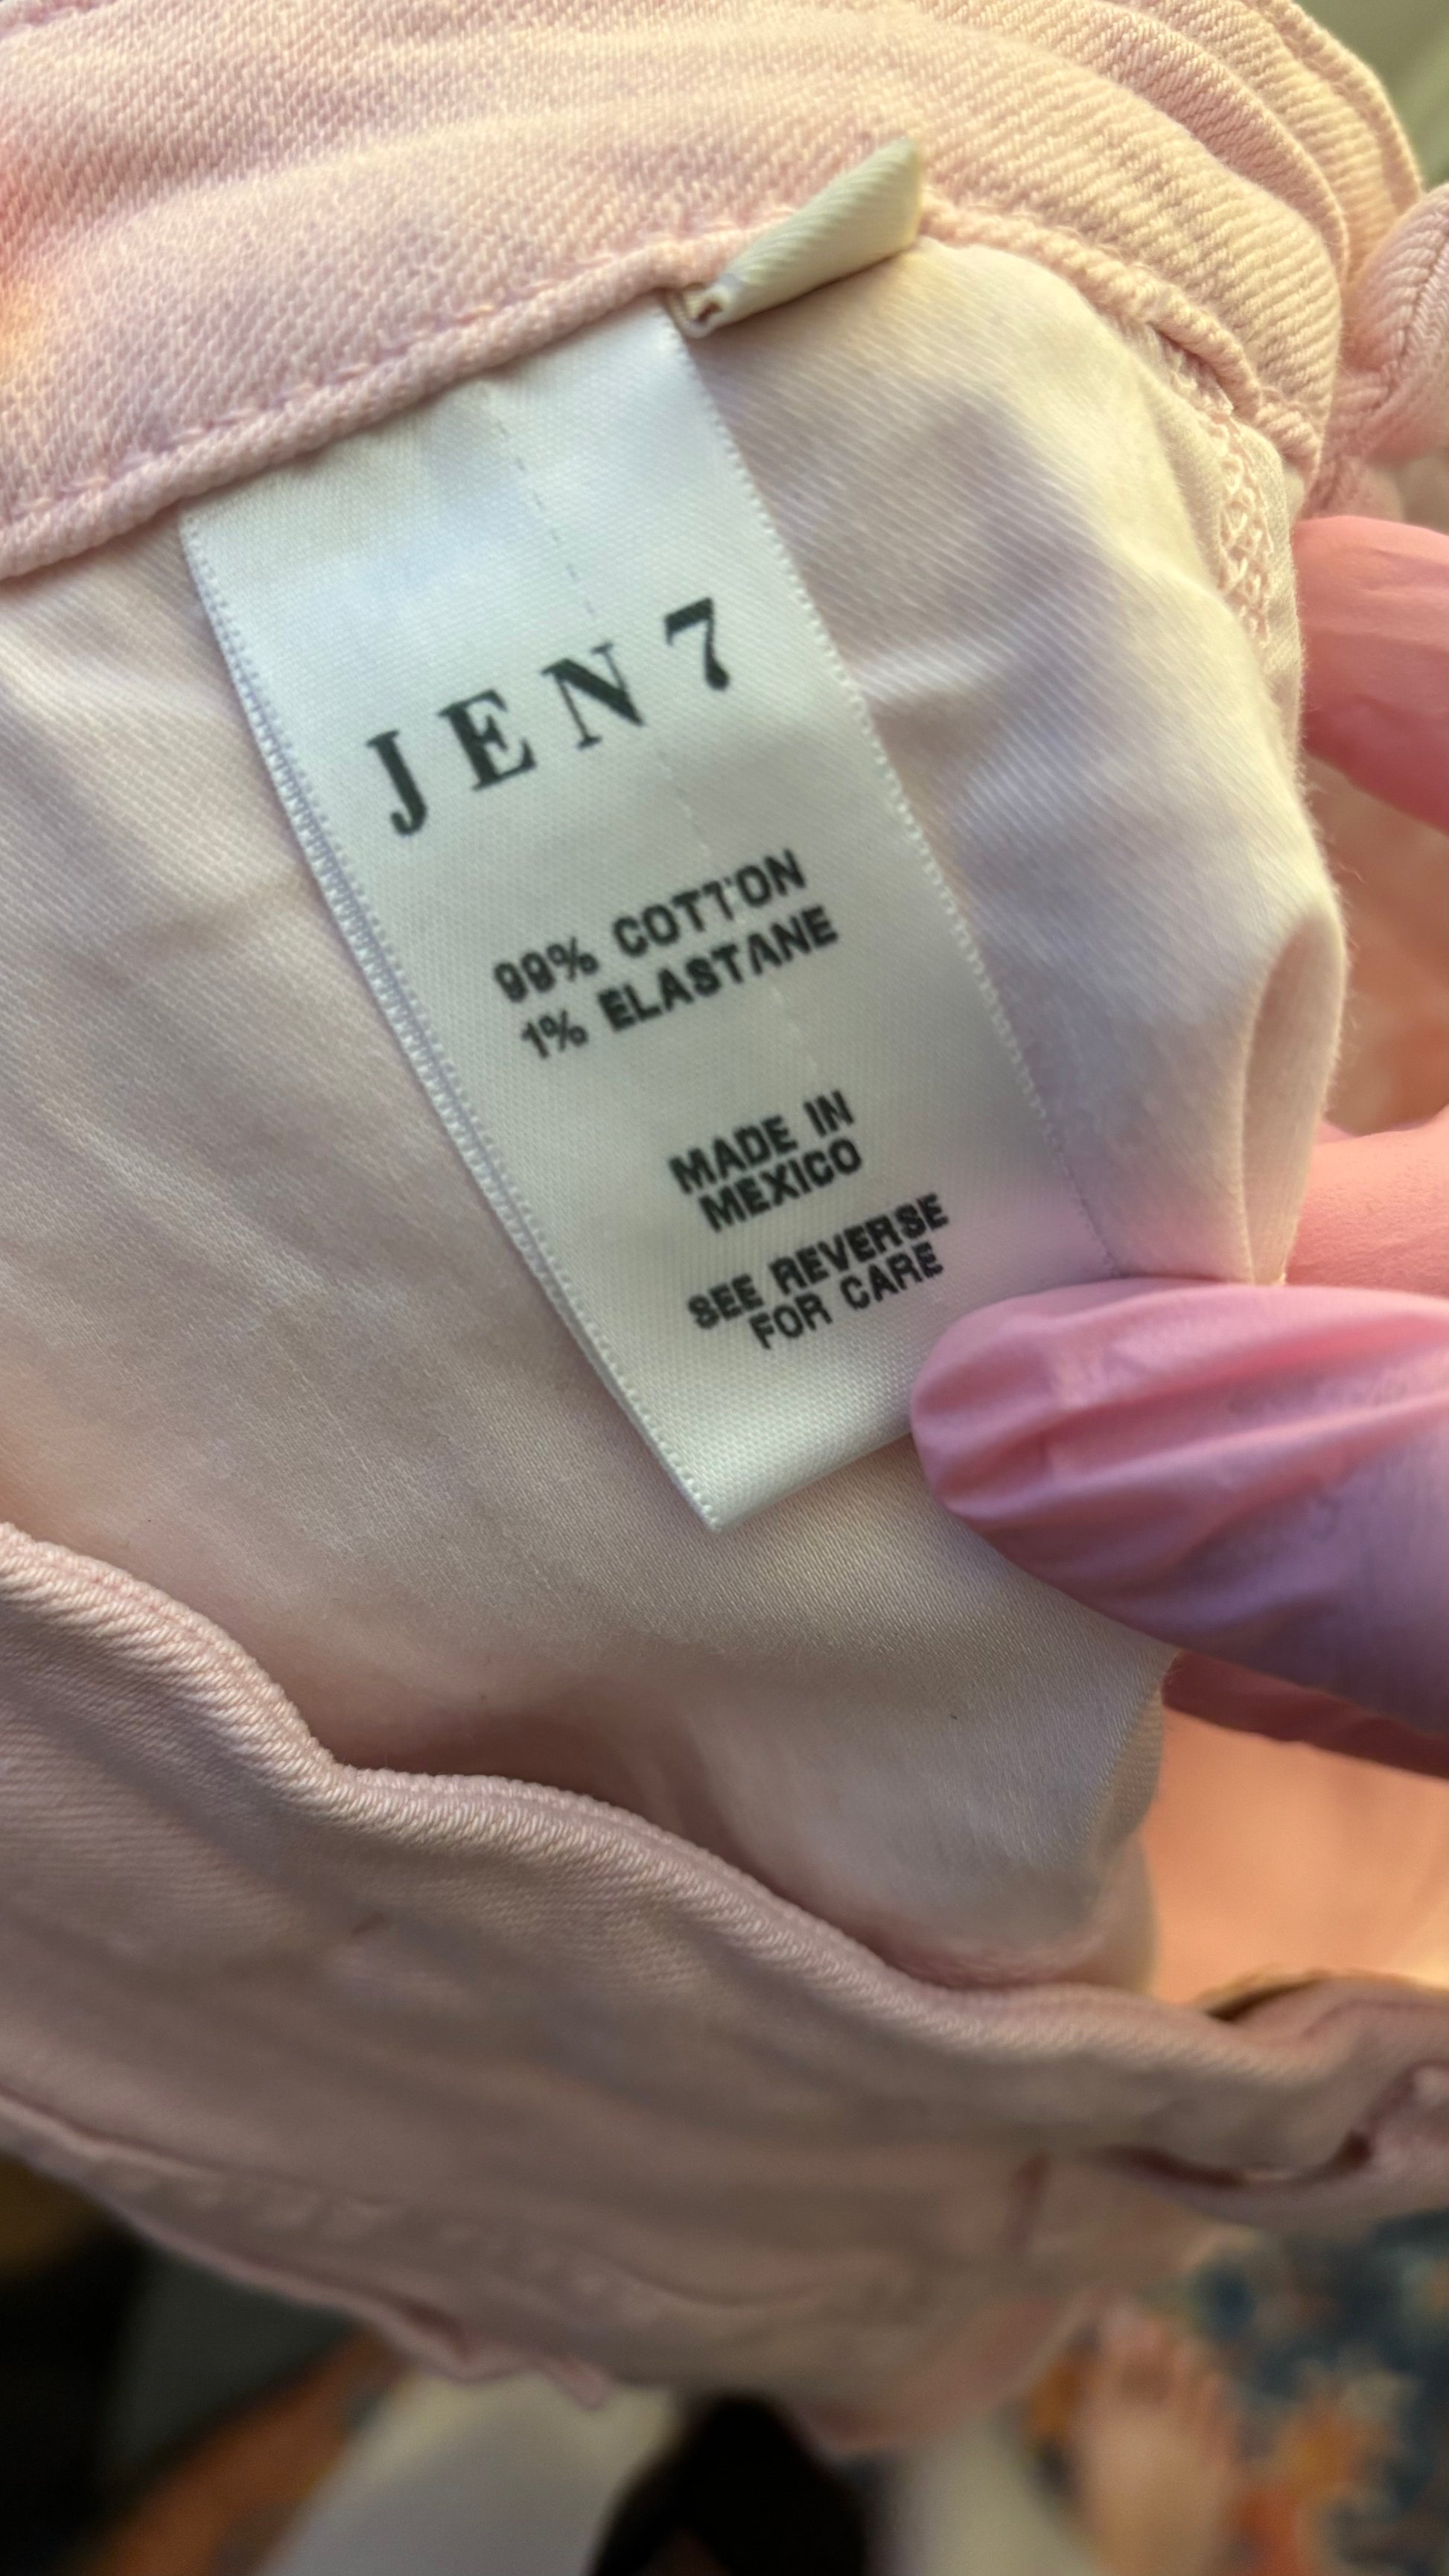 JEN7
99% COTTON
1% ELASTANE
MADE IN
MEXICO
SEE REVERSE
FOR CARE